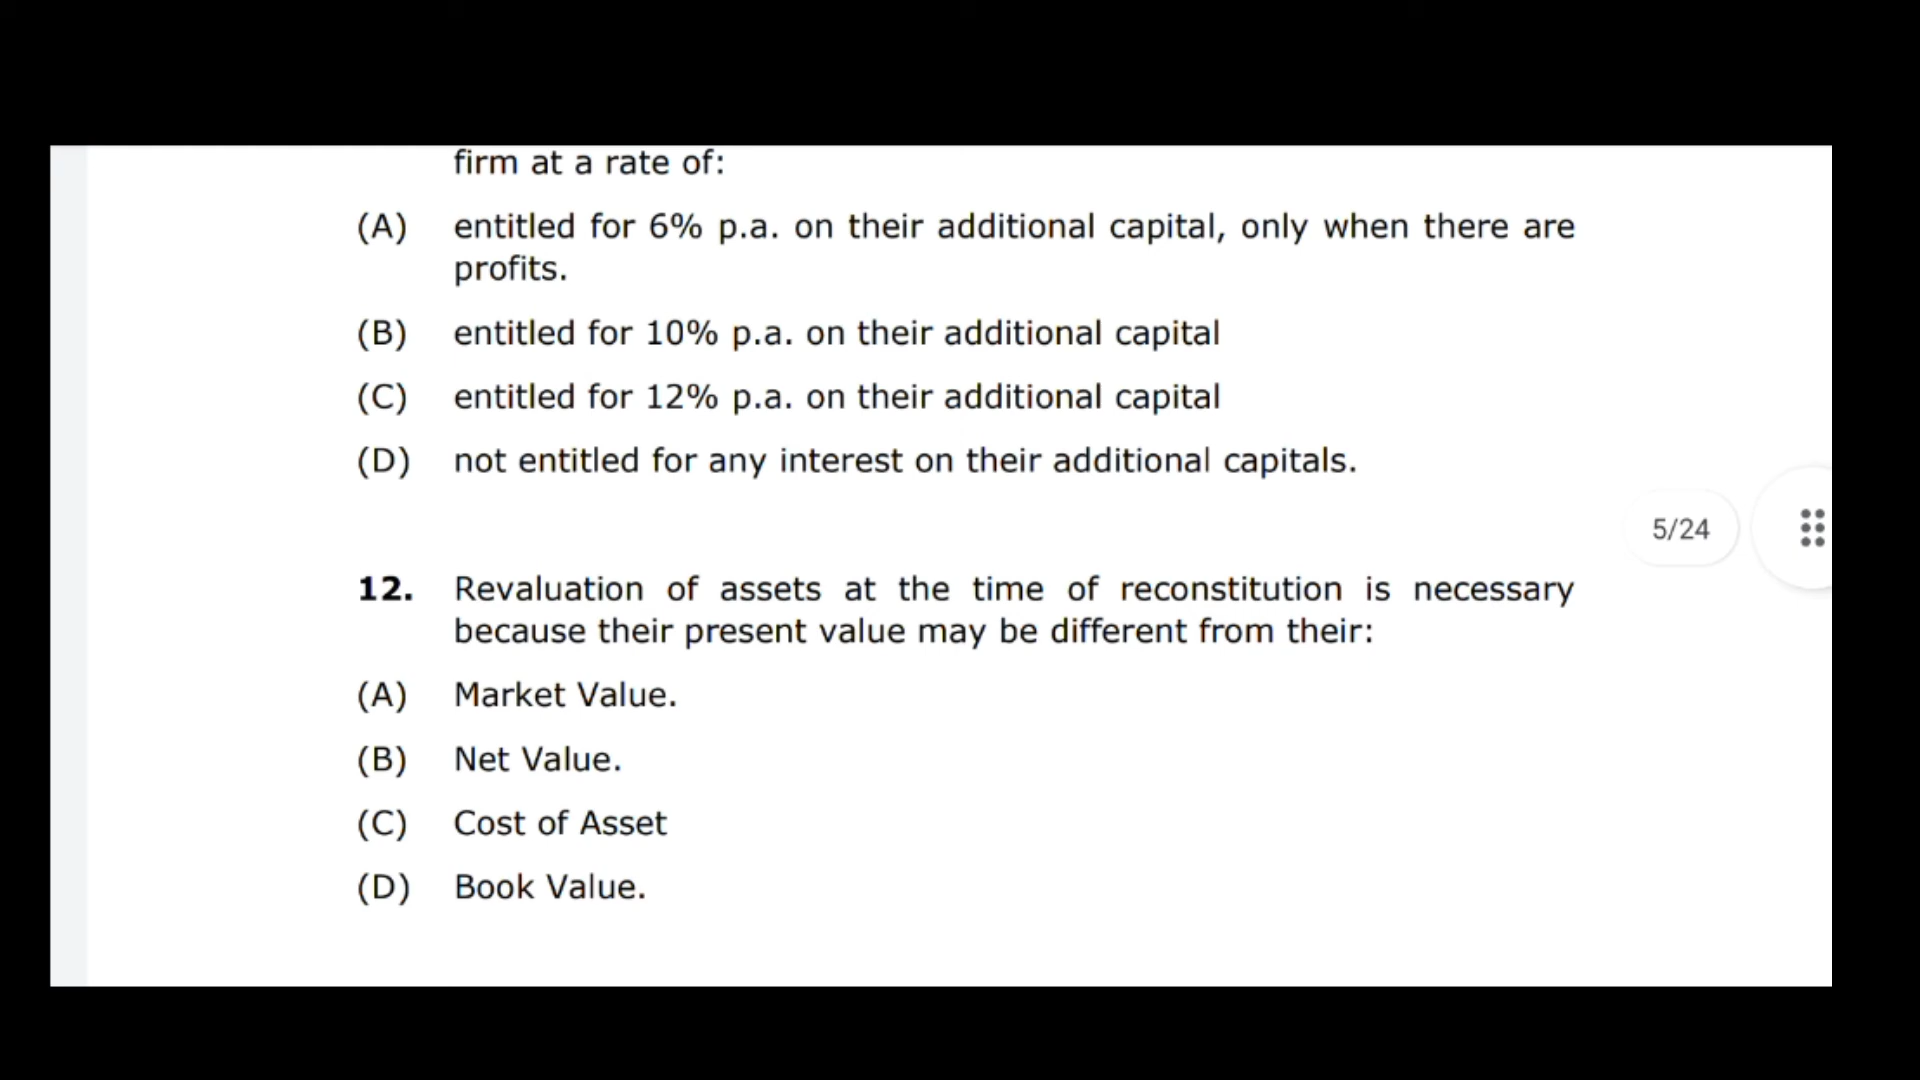 firm at a rate of:
(A) entitled for 6% p.a. on their additional capital, only when there are
profits.
(B) entitled for 10% p.a. on their additional capital
(C) entitled for 12% p.a. on their additional capital
(D) not entitled for any interest on their additional capitals.
5/24
12. Revaluation of assets at the time of reconstitution is necessary
because their present value may be different from their:
(A) Market Value.
(B) Net Value.
(C) Cost of Asset
(D) Book Value.